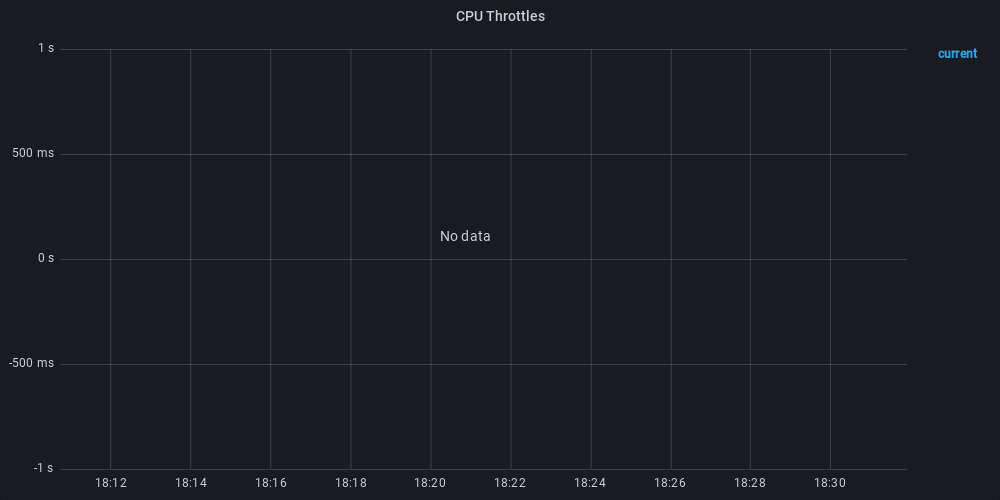 CPU Throttles
1 s
current
500 ms
No data
0 s
-500 ms
-1 s
18:12 18:14 18:16 18:18 18:20 18:22 18:24 18:26 18:28 18:30